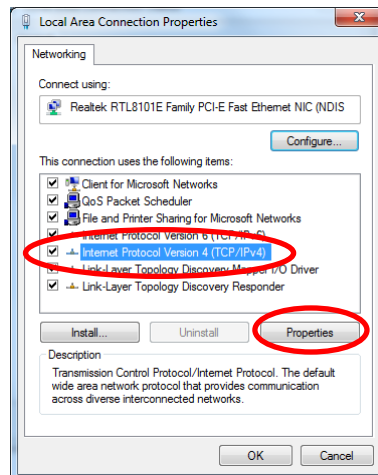 Local Area Connection Properties
Networking
Connect using:
Realtek RTL8101E Family PCI-E Fast Ethernet NIC (NDIS
Configure...
This connection uses the following items:
Client for Microsoft Networks
QoS Packet Scheduler
File and Printer Sharing for Microsoft Networks
Internet Protocol Version 6 (TCP/IPv6)
Internet Protocol Version 4 (TCP/IPv4)
Link-Layer Topology Discovery Mapper I/O Driver
Link-Layer Topology Discovery Responder
Install...
Uninstall
Properties
Description
Transmission Control Protocol/Internet Protocol. The default
wide area network protocol that provides communication
across diverse interconnected networks.
OK
Cancel